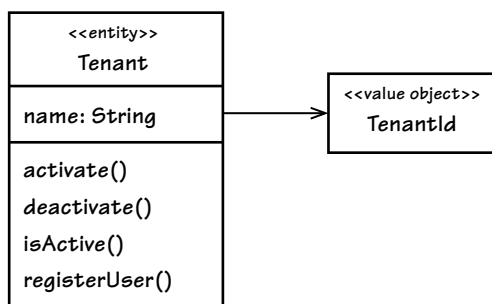 <<entity>>
Tenant
name: String
activate()
deactivate()
isActive()
registerUser()
<<value object>>
TenantId